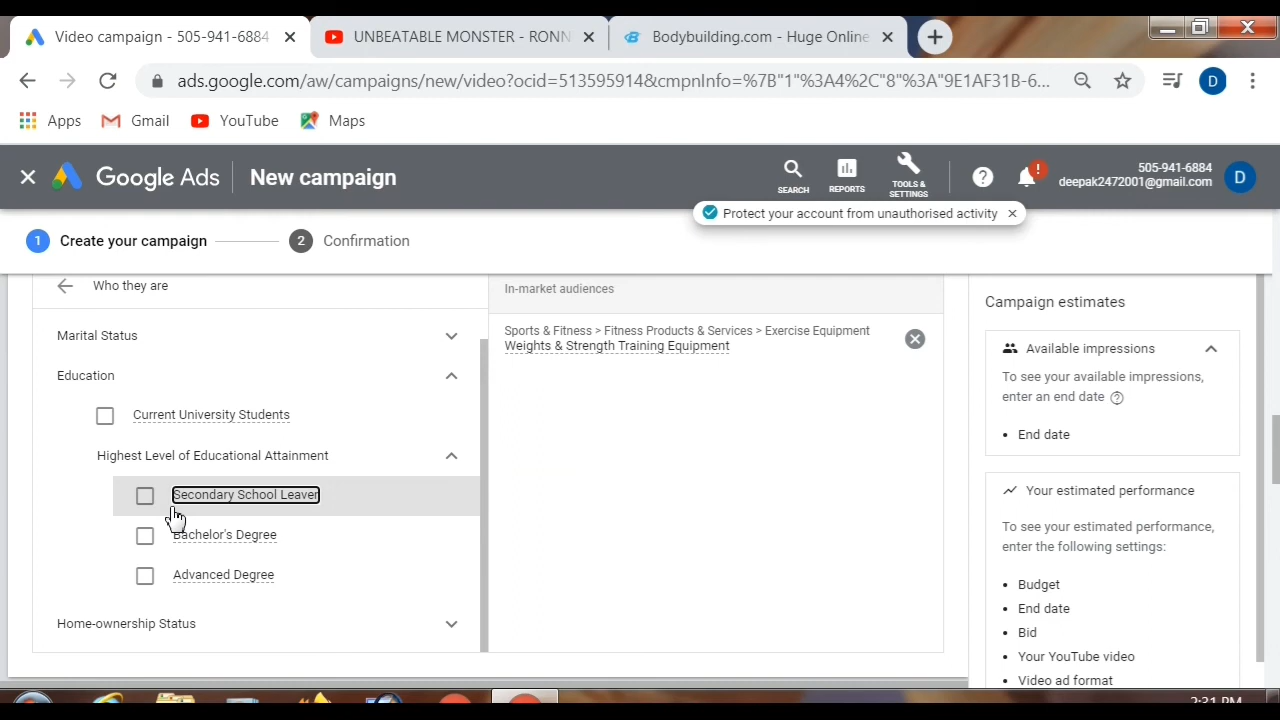 Video campaign - 505-941-6884
UNBEATABLE MONSTER - RONN
Bodybuilding.com - Huge Online
ads.google.com/aw/campaigns/new/video?ocid=513595914&cmpnInfo=%7B"1"%3A4%2C"8"%3A"9E1AF31B-6...
D
Apps
Gmail
YouTube
Maps
Google Ads
New campaign
SEARCH
REPORTS
TOOLS &
SETTINGS
505-941-6884
deepak2472001@gmail.com
D
Protect your account from unauthorised activity
1 Create your campaign
2 Confirmation
Who they are
Marital Status
Education
Current University Students
Highest Level of Educational Attainment
Secondary School Leaver
Bachelor's Degree
Advanced Degree
Home-ownership Status
In-market audiences
Sports & Fitness > Fitness Products & Services > Exercise Equipment
Weights & Strength Training Equipment
Campaign estimates
Available impressions
To see your available impressions,
enter an end date
• End date
Your estimated performance
To see your estimated performance,
enter the following settings:
• Budget
• End date
• Bid
• Your YouTube video
• Video ad format
2:31 PM